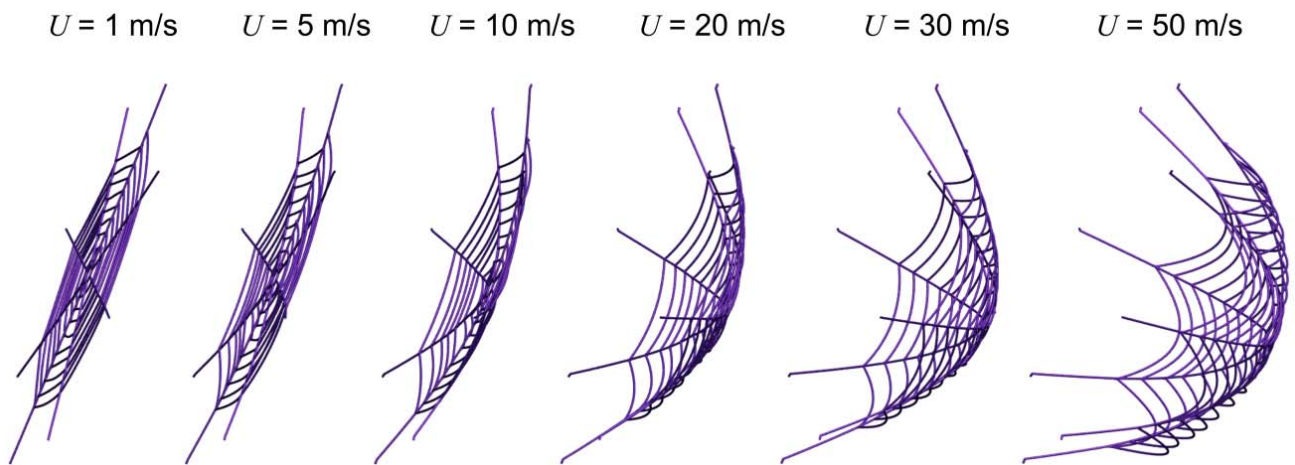 U = 1 m/s U = 5 m/s U = 10 m/s U = 20 m/s U = 30 m/s U = 50 m/s